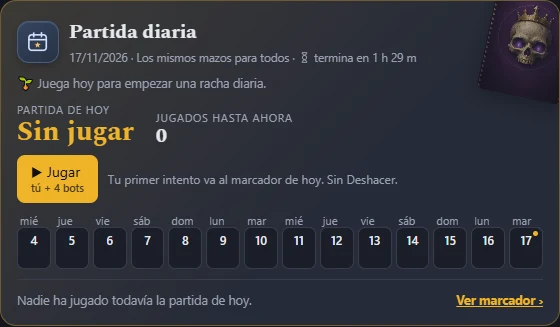 Partida diaria
17/11/2026 · Los mismos mazos para todos · ⏳ termina en 1 h 29 m
🌱 Juega hoy para empezar una racha diaria.
PARTIDA DE HOY
Sin jugar
JUGADOS HASTA AHORA
0
▶ Jugar
tú + 4 bots
Tu primer intento va al marcador de hoy. Sin Deshacer.
mié jue vie sáb dom lun mar mié jue vie sáb dom lun mar
4 5 6 7 8 9 10 11 12 13 14 15 16 17
Nadie ha jugado todavía la partida de hoy.
Ver marcador ›